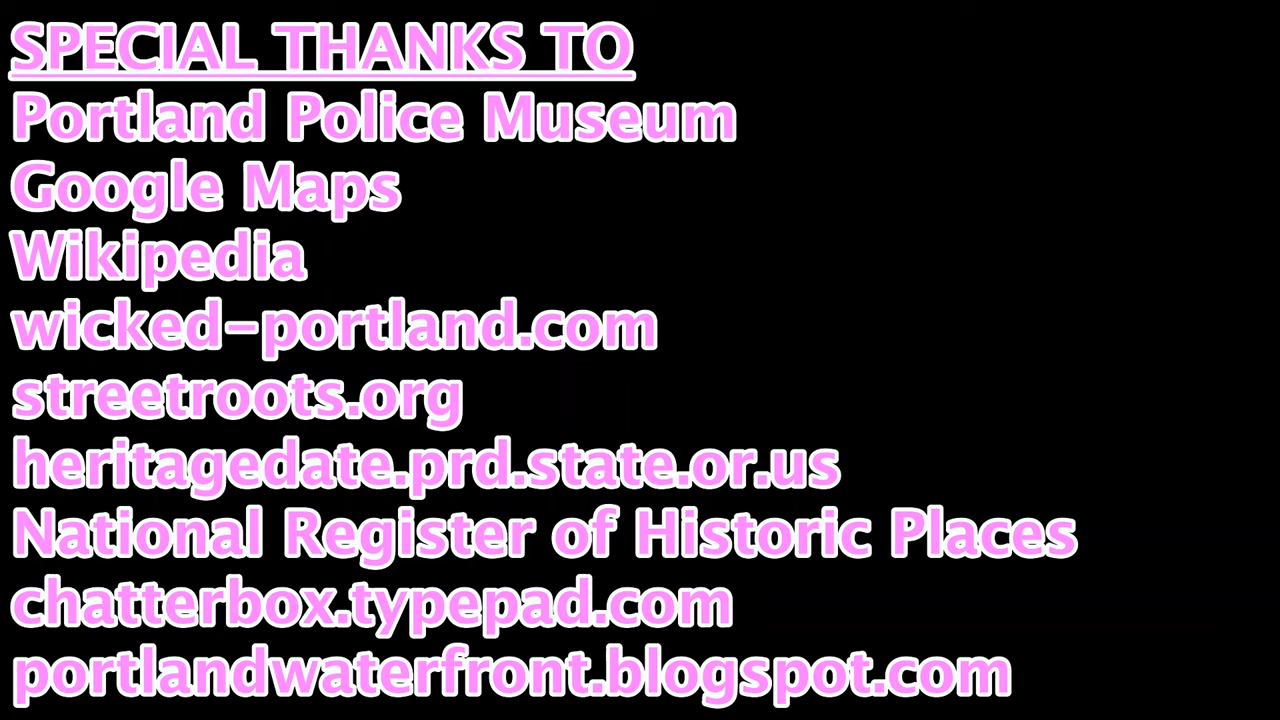 SPECIAL THANKS TO
Portland Police Museum
Google Maps
Wikipedia
wicked-portland.com
streetroots.org
heritagedate.prd.state.or.us
National Register of Historic Places
chatterbox.typepad.com
portlandwaterfront.blogspot.com